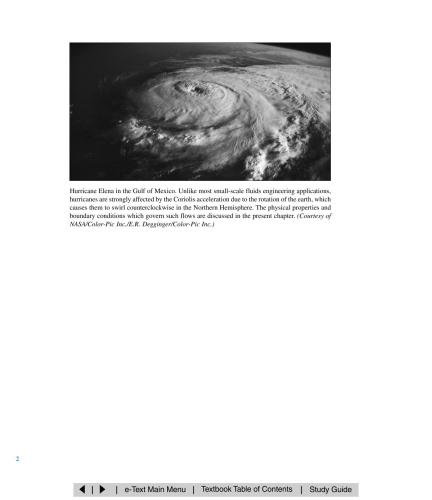 Hurricane Elena in the Gulf of Mexico. Unlike most small-scale fluids engineering applications,
hurricanes are strongly affected by the Coriolis acceleration due to the rotation of the earth, which
causes them to swirl counterclockwise in the Northern Hemisphere. The physical properties and
boundary conditions which govern such flows are discussed in the present chapter. (Courtesy of
NASA/Color-Pic Inc./E.R. Degginger/Color-Pic Inc.)
2
| | e-Text Main Menu | Textbook Table of Contents | Study Guide